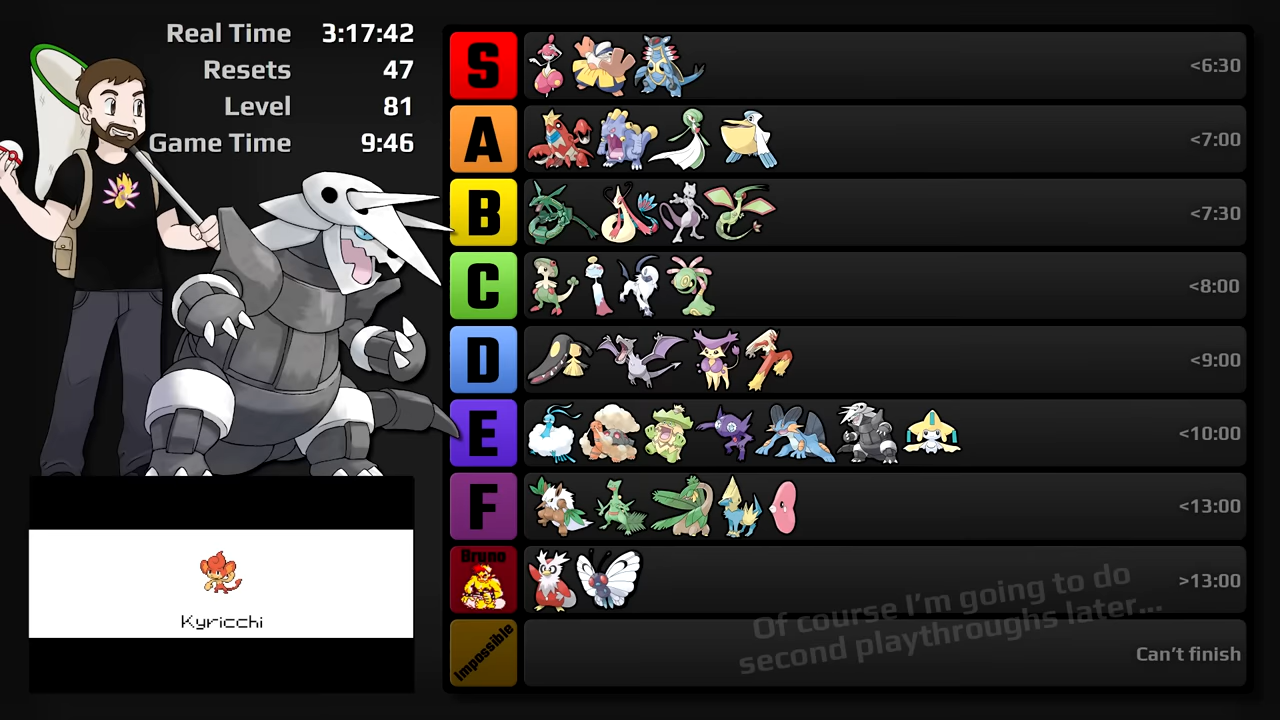 Real Time 3:17:42
Resets 47
Level 81
Game Time 9:46
Kyricchi
S <6:30
A <7:00
B <7:30
C <8:00
D <9:00
E <10:00
F <13:00
Bruno >13:00
Impossible Can't finish
Of course I'm going to do
second playthroughs later...